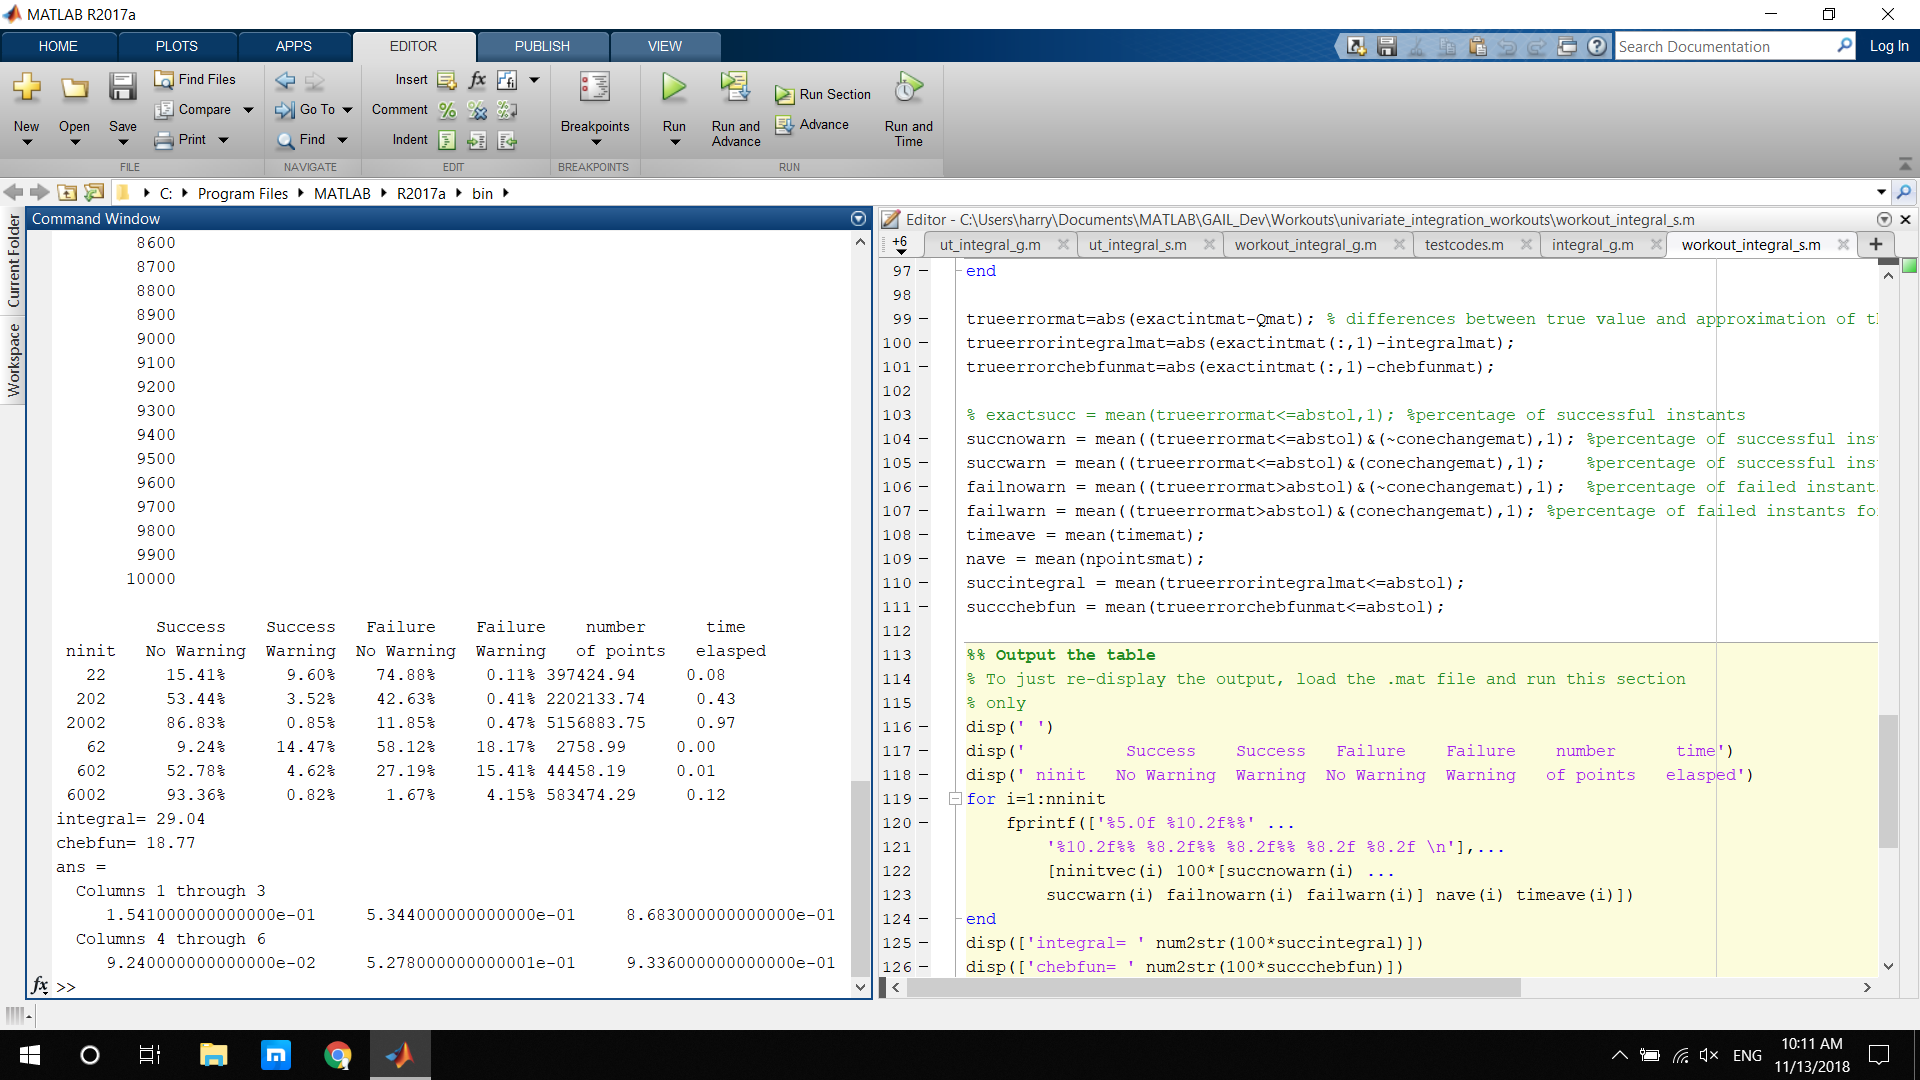 MATLAB R2017a
HOME PLOTS APPS EDITOR PUBLISH VIEW
Search Documentation
Log In
New
Open
Save
Find Files
Compare
Print
FILE
Go To
Find
NAVIGATE
Insert
Comment
Indent
fx
EDIT
Breakpoints
BREAKPOINTS
Run
Run and Advance
Run Section
Advance
Run and Time
RUN
C: Program Files MATLAB R2017a bin
Current Folder
Workspace
Command Window
8600
8700
8800
8900
9000
9100
9200
9300
9400
9500
9600
9700
9800
9900
10000
Success Success Failure Failure number time
ninit No Warning Warning No Warning Warning of points elasped
22 15.41% 9.60% 74.88% 0.11% 397424.94 0.08
202 53.44% 3.52% 42.63% 0.41% 2202133.74 0.43
2002 86.83% 0.85% 11.85% 0.47% 5156883.75 0.97
62 9.24% 14.47% 58.12% 18.17% 2758.99 0.00
602 52.78% 4.62% 27.19% 15.41% 44458.19 0.01
6002 93.36% 0.82% 1.67% 4.15% 583474.29 0.12
integral= 29.04
chebfun= 18.77
ans =
Columns 1 through 3
1.541000000000000e-01 5.344000000000000e-01 8.683000000000000e-01
Columns 4 through 6
9.240000000000000e-02 5.278000000000001e-01 9.336000000000000e-01
fx >>
Editor - C:\Users\harry\Documents\MATLAB\GAIL_Dev\Workouts\univariate_integration_workouts\workout_integral_s.m
+6 ut_integral_g.m ut_integral_s.m workout_integral_g.m testcodes.m integral_g.m workout_integral_s.m +
97 – end
98
99 – trueerrormat=abs(exactintmat-Qmat); % differences between true value and approximation of t
100 – trueerrorintegralmat=abs(exactintmat(:,1)-integralmat);
101 – trueerrorchebfunmat=abs(exactintmat(:,1)-chebfunmat);
102
103 % exactsucc = mean(trueerrormat<=abstol,1); %percentage of successful instants
104 – succnowarn = mean((trueerrormat<=abstol)&(~conechangemat),1); %percentage of successful ins
105 – succwarn = mean((trueerrormat<=abstol)&(conechangemat),1); %percentage of successful ins
106 – failnowarn = mean((trueerrormat>abstol)&(~conechangemat),1); %percentage of failed instant
107 – failwarn = mean((trueerrormat>abstol)&(conechangemat),1); %percentage of failed instants fo
108 – timeave = mean(timemat);
109 – nave = mean(npointsmat);
110 – succintegral = mean(trueerrorintegralmat<=abstol);
111 – succchebfun = mean(trueerrorchebfunmat<=abstol);
112
113 %% Output the table
114 % To just re-display the output, load the .mat file and run this section
115 % only
116 – disp(' ')
117 – disp(' Success Success Failure Failure number time')
118 – disp(' ninit No Warning Warning No Warning Warning of points elasped')
119 – for i=1:nninit
120 – fprintf(['%5.0f %10.2f%%' ...
121 '%10.2f%% %8.2f%% %8.2f%% %8.2f %8.2f \n'],...
122 [ninitvec(i) 100*[succnowarn(i) ...
123 succwarn(i) failnowarn(i) failwarn(i)] nave(i) timeave(i)])
124 – end
125 – disp(['integral= ' num2str(100*succintegral)])
126 – disp(['chebfun= ' num2str(100*succchebfun)])
ENG
10:11 AM
11/13/2018